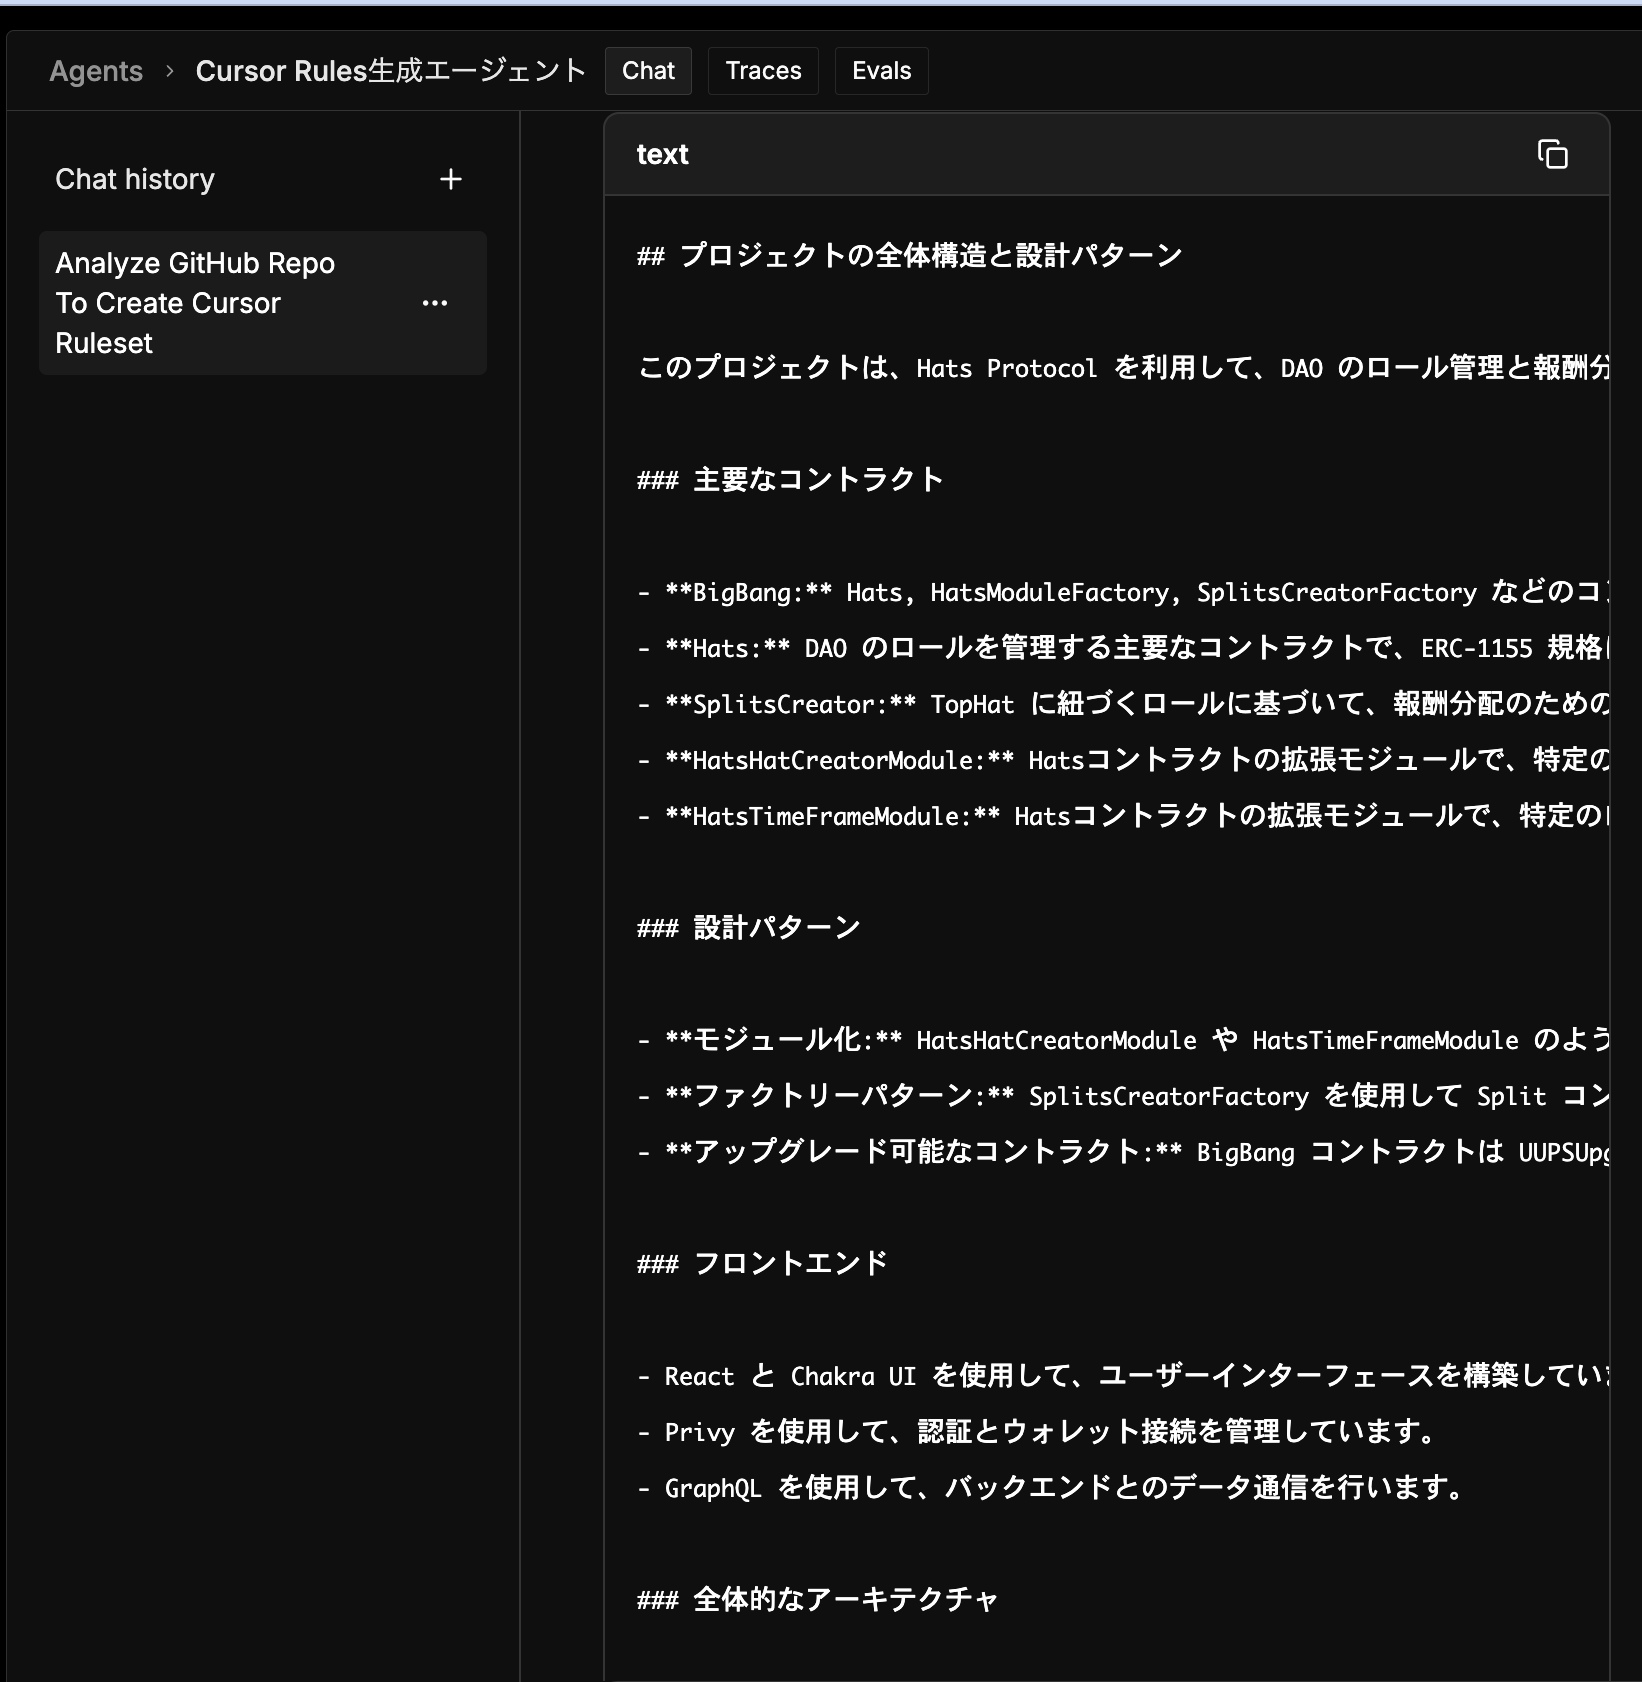 Agents > Cursor Rules生成エージェント Chat Traces Evals
Chat history +
Analyze GitHub Repo
To Create Cursor
Ruleset
text
## プロジェクトの全体構造と設計パターン
このプロジェクトは、Hats Protocol を利用して、DAO のロール管理と報酬分
### 主要なコントラクト
- **BigBang:** Hats, HatsModuleFactory, SplitsCreatorFactory などのコ
- **Hats:** DAO のロールを管理する主要なコントラクトで、ERC-1155 規格
- **SplitsCreator:** TopHat に紐づくロールに基づいて、報酬分配のための
- **HatsHatCreatorModule:** Hatsコントラクトの拡張モジュールで、特定の
- **HatsTimeFrameModule:** Hatsコントラクトの拡張モジュールで、特定の
### 設計パターン
- **モジュール化:** HatsHatCreatorModule や HatsTimeFrameModule のよう
- **ファクトリーパターン:** SplitsCreatorFactory を使用して Split コン
- **アップグレード可能なコントラクト:** BigBang コントラクトは UUPSUpg
### フロントエンド
- React と Chakra UI を使用して、ユーザーインターフェースを構築してい
- Privy を使用して、認証とウォレット接続を管理しています。
- GraphQL を使用して、バックエンドとのデータ通信を行います。
### 全体的なアーキテクチャ